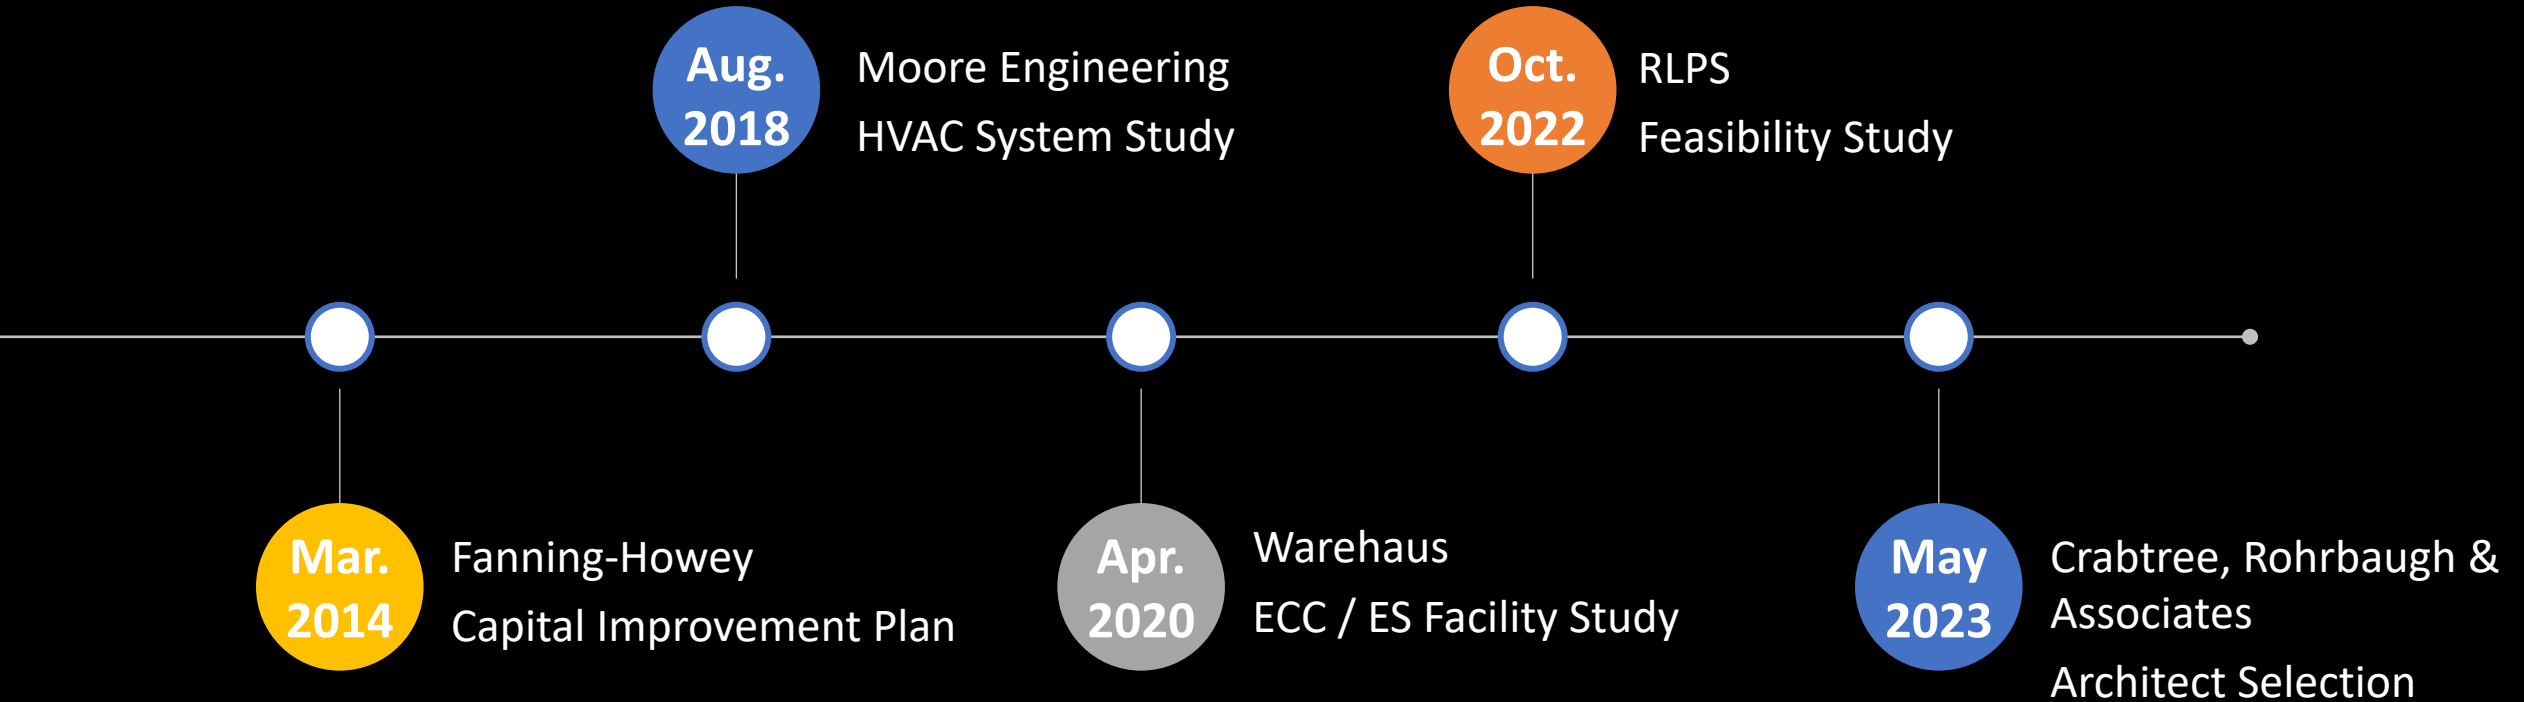 Aug.
2018
Moore Engineering
HVAC System Study
Oct.
2022
RLPS
Feasibility Study
Mar.
2014
Fanning-Howey
Capital Improvement Plan
Apr.
2020
Warehaus
ECC / ES Facility Study
May
2023
Crabtree, Rohrbaugh &
Associates
Architect Selection